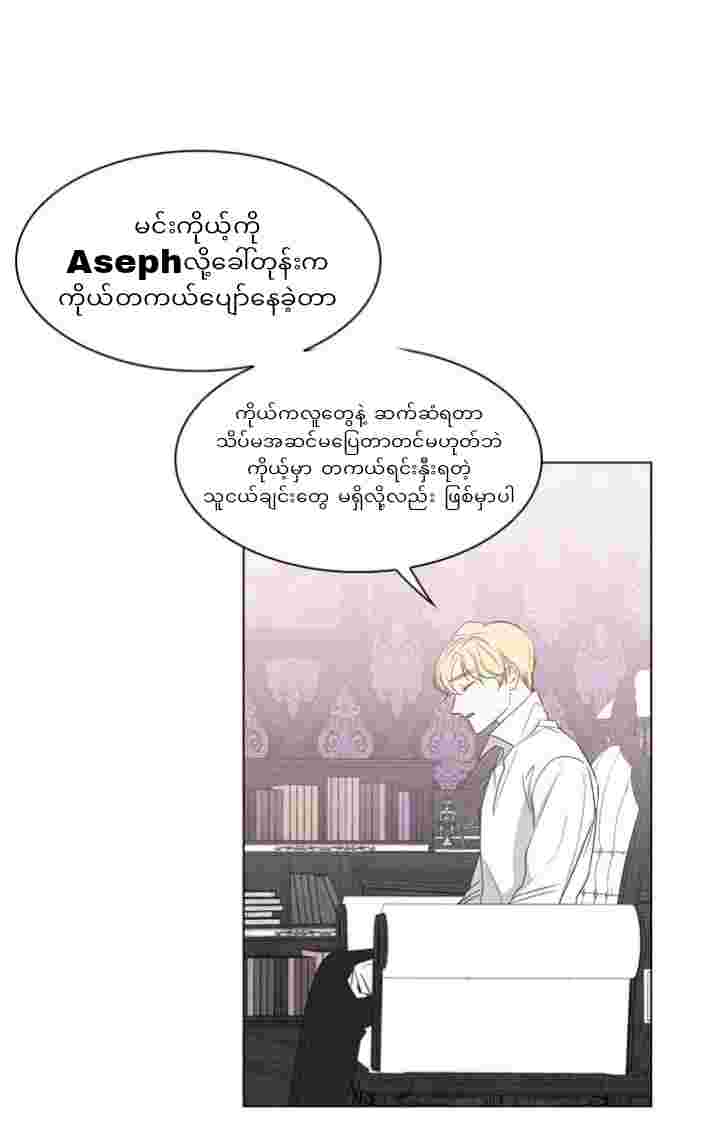 မင်းကိုယ့်ကို
Asephလို့ခေါ်တုန်းက
ကိုယ်တကယ်ပျော်နေခဲ့တာ
ကိုယ်ကလူတွေနဲ့ ဆက်ဆံရတာ
သိပ်မအဆင်မပြေတာတင်မဟုတ်ဘဲ
ကိုယ့်မှာ တကယ်ရင်းနှီးရတဲ့
သူငယ်ချင်းတွေ မရှိလို့လည်း ဖြစ်မှာပါ